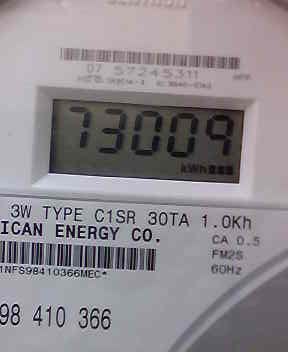 07 57245311
73009
kWh
3W TYPE C1SR 30TA 1.0Kh
ICAN ENERGY CO.
CA 0.5
FM2S
60Hz
1NFS98410366MEC*
98 410 366